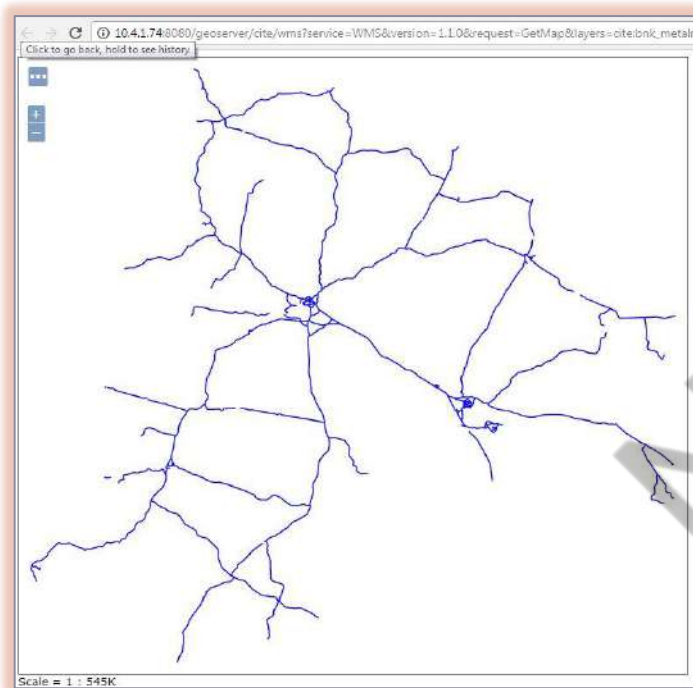 10.4.1.74:8080/geoserver/cite/wms?service=WMS&version=1.1.0&request=GetMap&layers=cite:bnk_metalr
Click to go back, hold to see history.
Scale = 1 : 545K